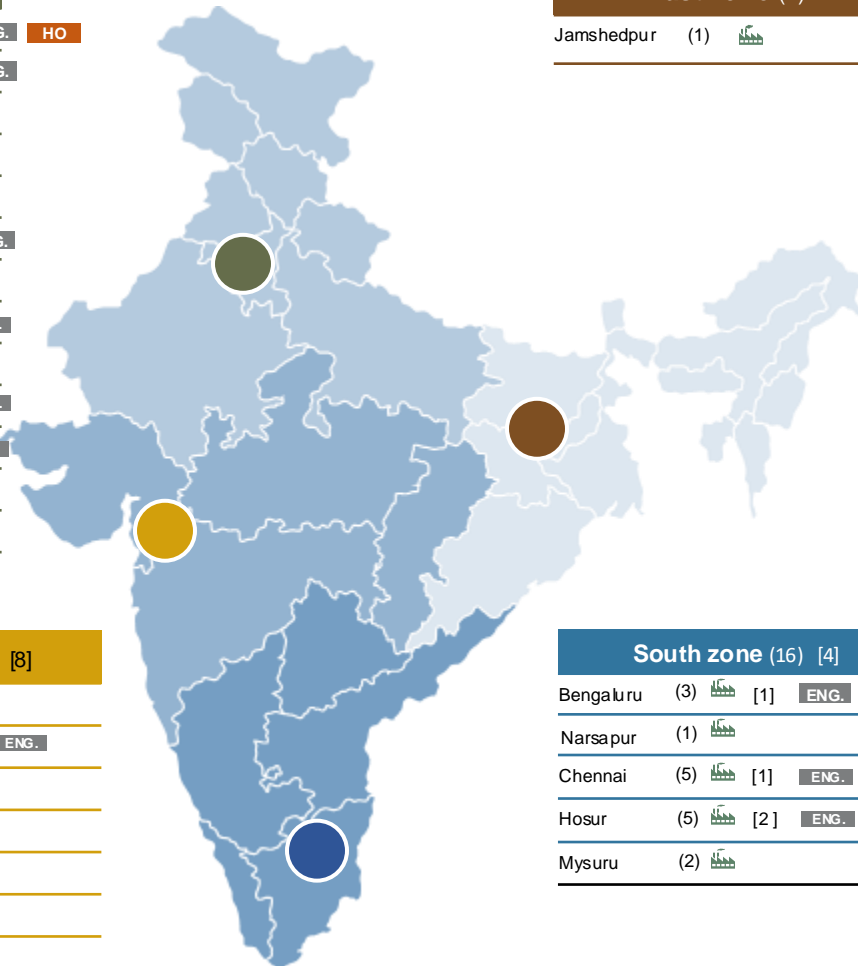 HO
Jamshedpur (1)
[8]
ENG.
South zone (16) [4]
Bengaluru (3) [1] ENG.
Narsapur (1)
Chennai (5) [1] ENG.
Hosur (5) [2] ENG.
Mysuru (2)